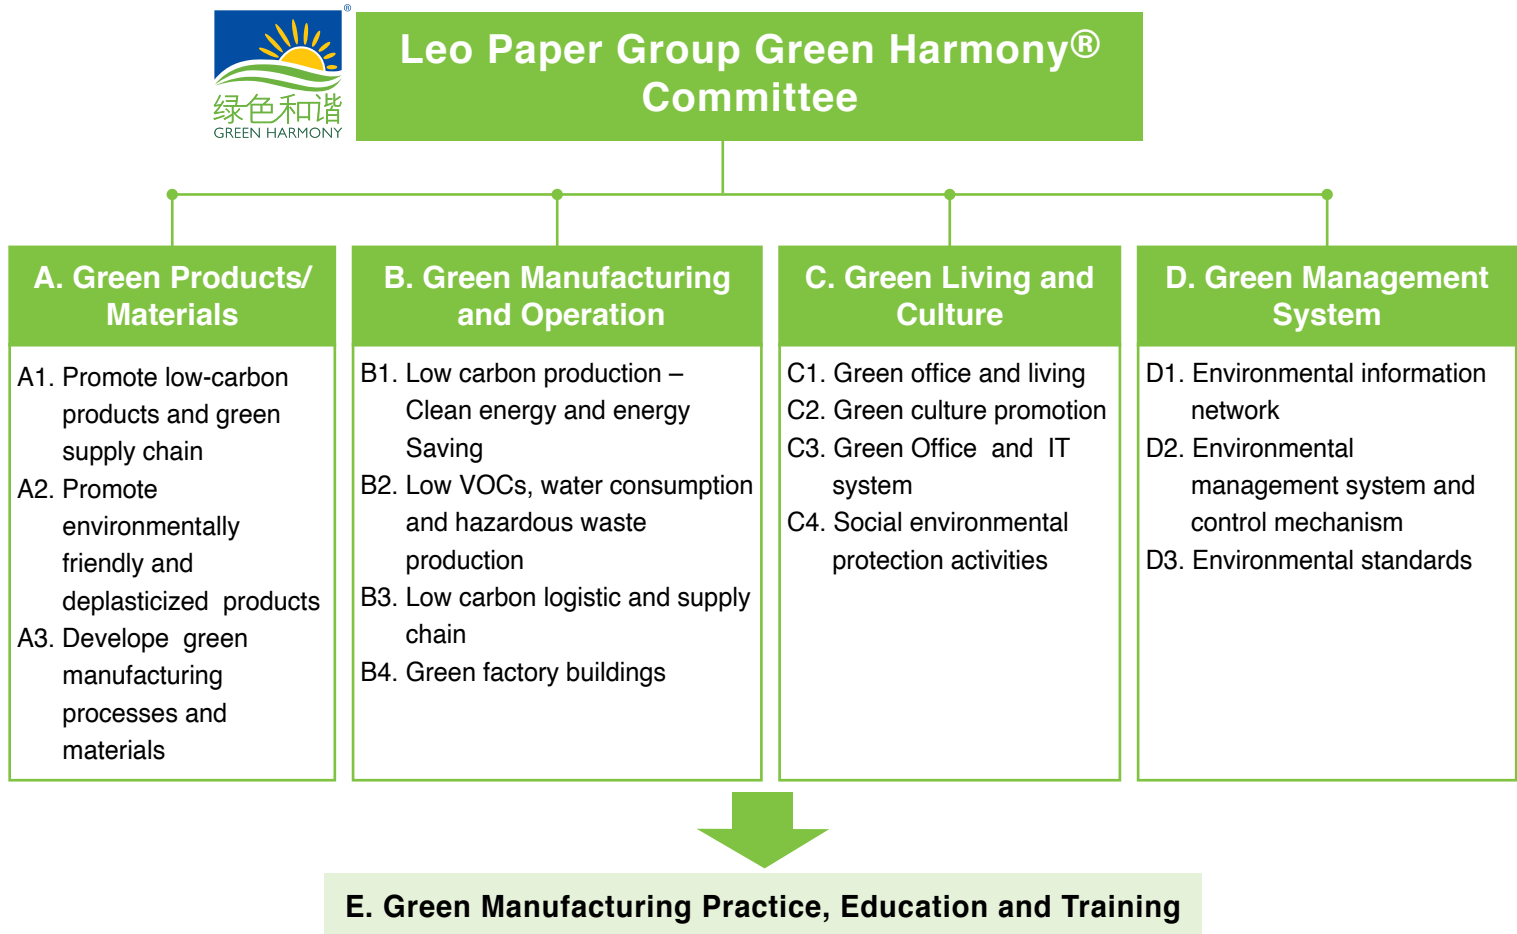 ®
绿色和谐
GREEN HARMONY
Leo Paper Group Green Harmony®
Committee
A. Green Products/
Materials
A1. Promote low-carbon
products and green
supply chain
A2. Promote
environmentally
friendly and
deplasticized products
A3. Develope green
manufacturing
processes and
materials
B. Green Manufacturing
and Operation
B1. Low carbon production –
Clean energy and energy
Saving
B2. Low VOCs, water consumption
and hazardous waste
production
B3. Low carbon logistic and supply
chain
B4. Green factory buildings
C. Green Living and
Culture
C1. Green office and living
C2. Green culture promotion
C3. Green Office and IT
system
C4. Social environmental
protection activities
D. Green Management
System
D1. Environmental information
network
D2. Environmental
management system and
control mechanism
D3. Environmental standards
E. Green Manufacturing Practice, Education and Training